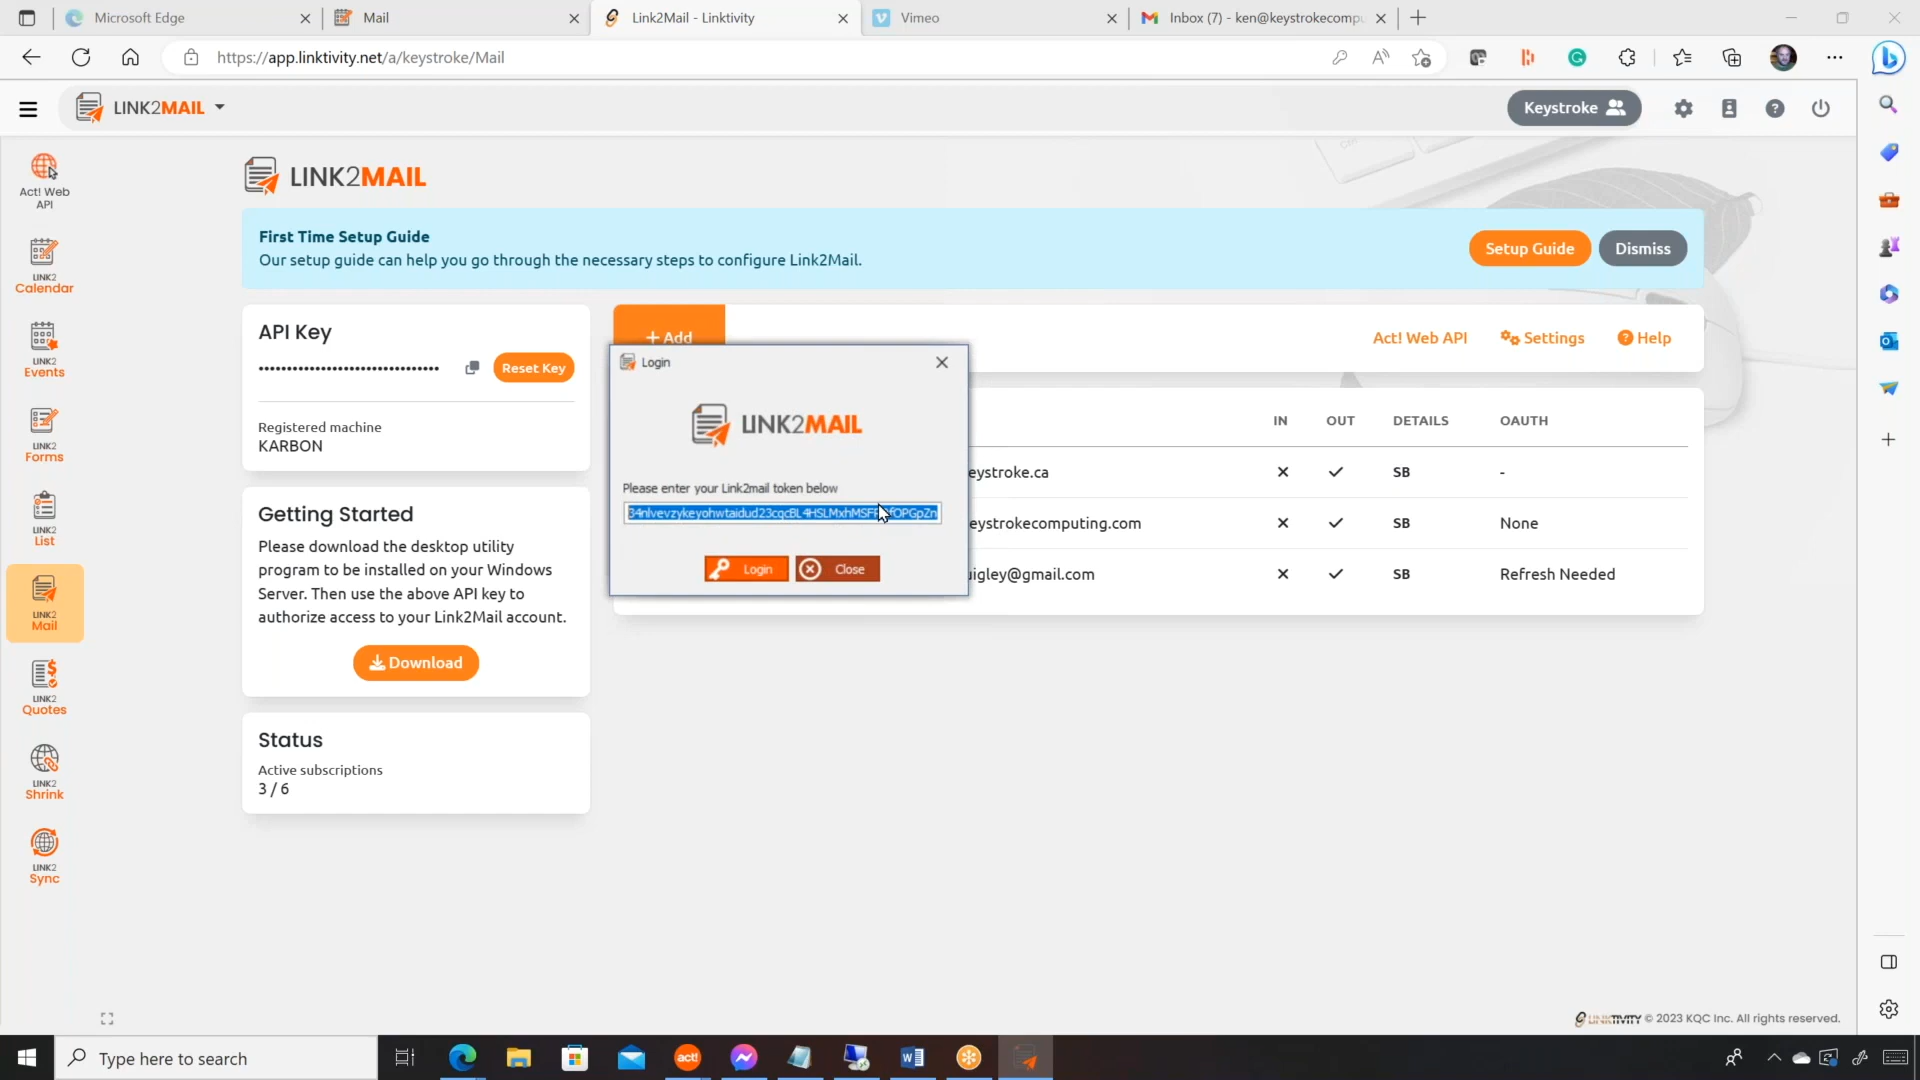 Microsoft Edge
Mail
Link2Mail - Linktivity
Vimeo
Inbox (7) - ken@keystrokecompu
https://app.linktivity.net/a/keystroke/Mail
LINK2MAIL
Keystroke
Act! Web
API
LINK2
Calendar
LINK2
Events
LINK2
Forms
LINK2
List
LINK2
Mail
LINK2
Quotes
LINK2
Shrink
LINK2
Sync
LINK2MAIL
First Time Setup Guide
Our setup guide can help you go through the necessary steps to configure Link2Mail.
Setup Guide
Dismiss
API Key
Reset Key
Registered machine
KARBON
Getting Started
Please download the desktop utility
program to be installed on your Windows
Server. Then use the above API key to
authorize access to your Link2Mail account.
Download
Status
Active subscriptions
3 / 6
+ Add
Act! Web API
Settings
Help
IN OUT DETAILS OAUTH
eystroke.ca SB -
eystrokecomputing.com SB None
uigley@gmail.com SB Refresh Needed
Login
LINK2MAIL
Please enter your Link2mail token below
Login
Close
LINKTIVITY © 2023 KQC Inc. All rights reserved.
Type here to search
act!